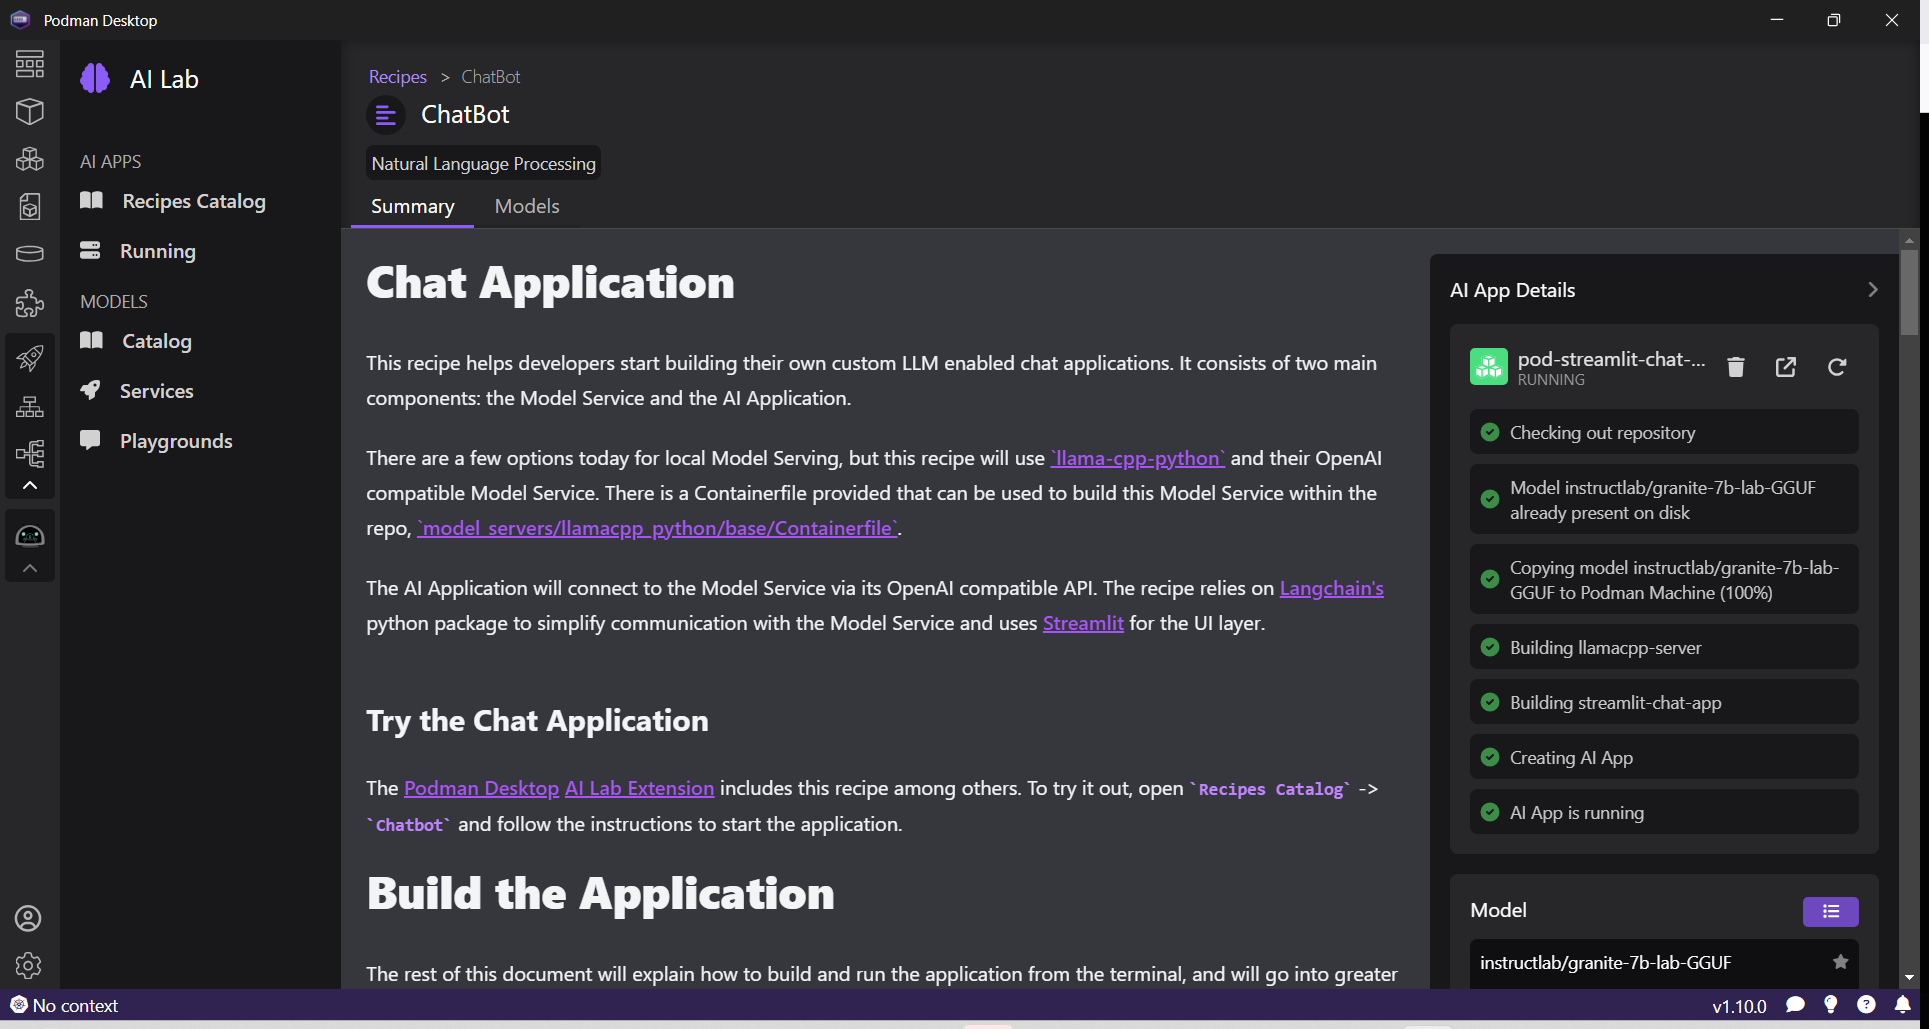 Podman Desktop
AI Lab
AI APPS
Recipes Catalog
Running
MODELS
Catalog
Services
Playgrounds
Recipes > ChatBot
ChatBot
Natural Language Processing
Summary Models
Chat Application
This recipe helps developers start building their own custom LLM enabled chat applications. It consists of two main
components: the Model Service and the AI Application.
There are a few options today for local Model Serving, but this recipe will use `llama-cpp-python` and their OpenAI
compatible Model Service. There is a Containerfile provided that can be used to build this Model Service within the
repo, `model_servers/llamacpp_python/base/Containerfile`.
The AI Application will connect to the Model Service via its OpenAI compatible API. The recipe relies on Langchain's
python package to simplify communication with the Model Service and uses Streamlit for the UI layer.
Try the Chat Application
The Podman Desktop AI Lab Extension includes this recipe among others. To try it out, open `Recipes Catalog` ->
`Chatbot` and follow the instructions to start the application.
Build the Application
The rest of this document will explain how to build and run the application from the terminal, and will go into greater
AI App Details
pod-streamlit-chat-...
RUNNING
Checking out repository
Model instructlab/granite-7b-lab-GGUF
already present on disk
Copying model instructlab/granite-7b-lab-
GGUF to Podman Machine (100%)
Building llamacpp-server
Building streamlit-chat-app
Creating AI App
AI App is running
Model
instructlab/granite-7b-lab-GGUF
No context
v1.10.0